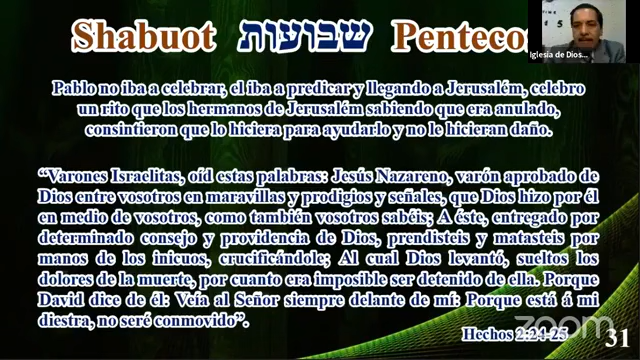 Shabuot שבועות Pentecos
Iglesia de Dios...
5
Pablo no iba a celebrar, el iba a predicar y llegando a Jerusalém, celebro
un rito que los hermanos de Jerusalém sabiendo que era anulado,
consintieron que lo hiciera para ayudarlo y no le hicieran daño.
“Varones Israelitas, oíd estas palabras: Jesús Nazareno, varón aprobado de
Dios entre vosotros en maravillas y prodigios y señales, que Dios hizo por él
en medio de vosotros, como también vosotros sabéis; A éste, entregado por
determinado consejo y providencia de Dios, prendisteis y matasteis por
manos de los inicuos, crucificándole; Al cual Dios levantó, sueltos los
dolores de la muerte, por cuanto era imposible ser detenido de ella. Porque
David dice de él: Veía al Señor siempre delante de mí: Porque está á mi
diestra, no seré conmovido”.
Hechos 2:24-25
zoom
31